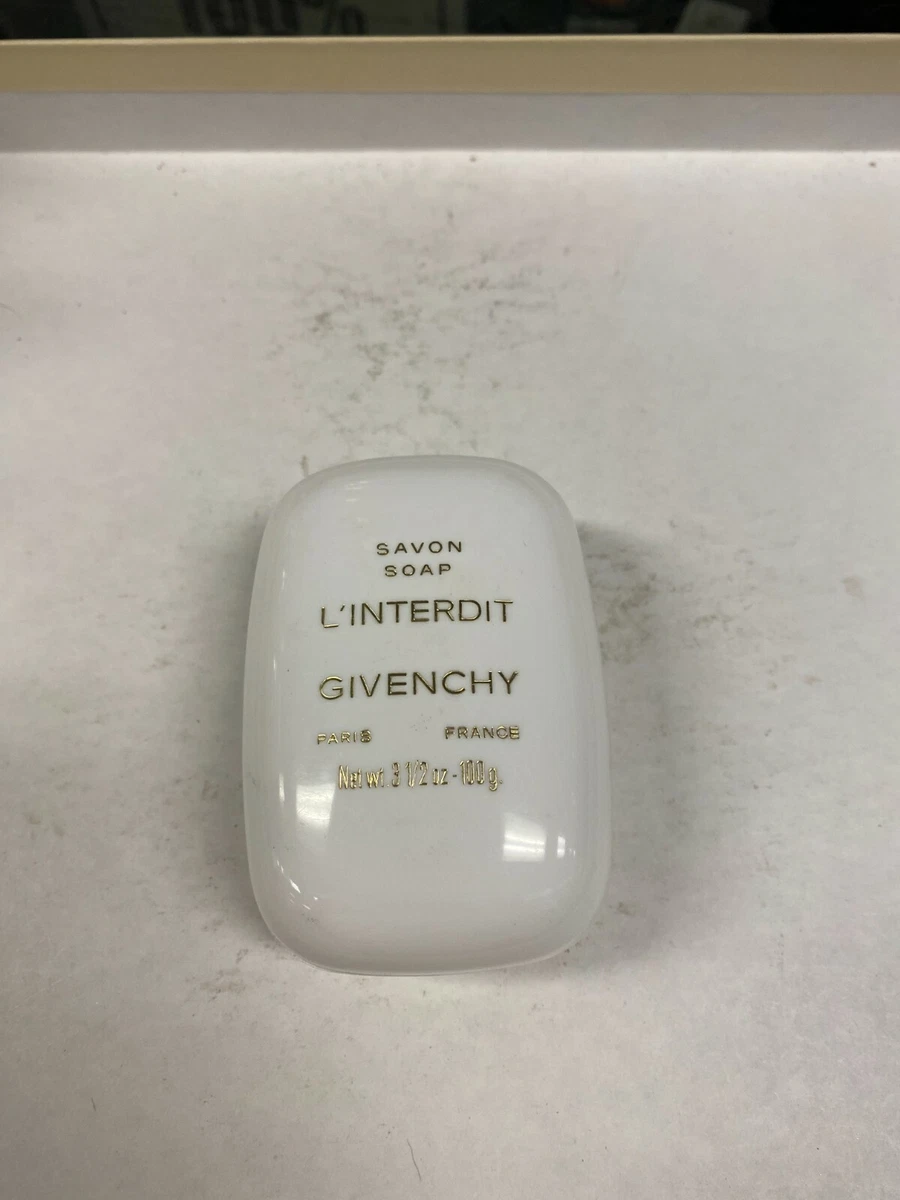 SAVON
SOAP
L'INTERDIT
GIVENCHY
PARIS FRANCE
Net wt. 3 1/2 oz - 100 g.